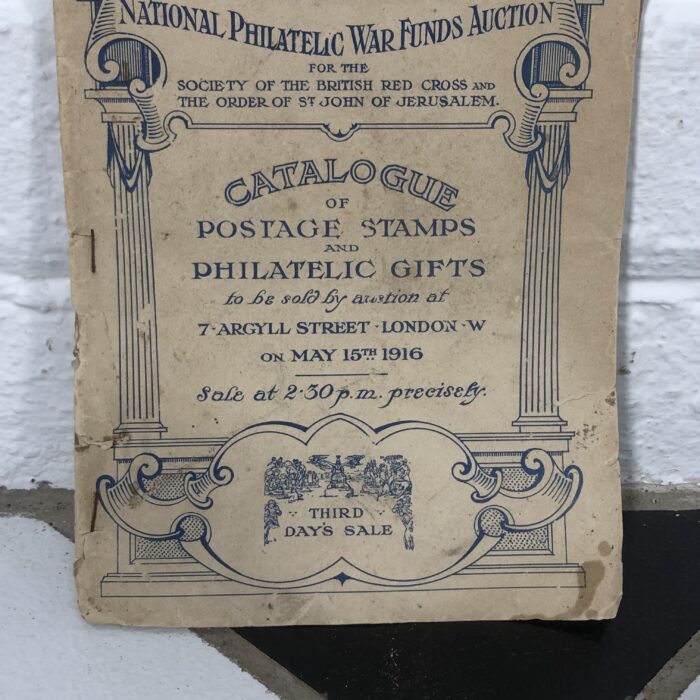 NATIONAL PHILATELIC WAR FUNDS AUCTION
FOR THE
SOCIETY OF THE BRITISH RED CROSS AND
THE ORDER OF ST JOHN OF JERUSALEM.
CATALOGUE
OF
POSTAGE STAMPS
AND
PHILATELIC GIFTS
to be sold by auction at
7·ARGYLL STREET·LONDON·W
ON MAY 15TH 1916
Sale at 2·30 p.m. precisely.
THIRD
DAY'S SALE